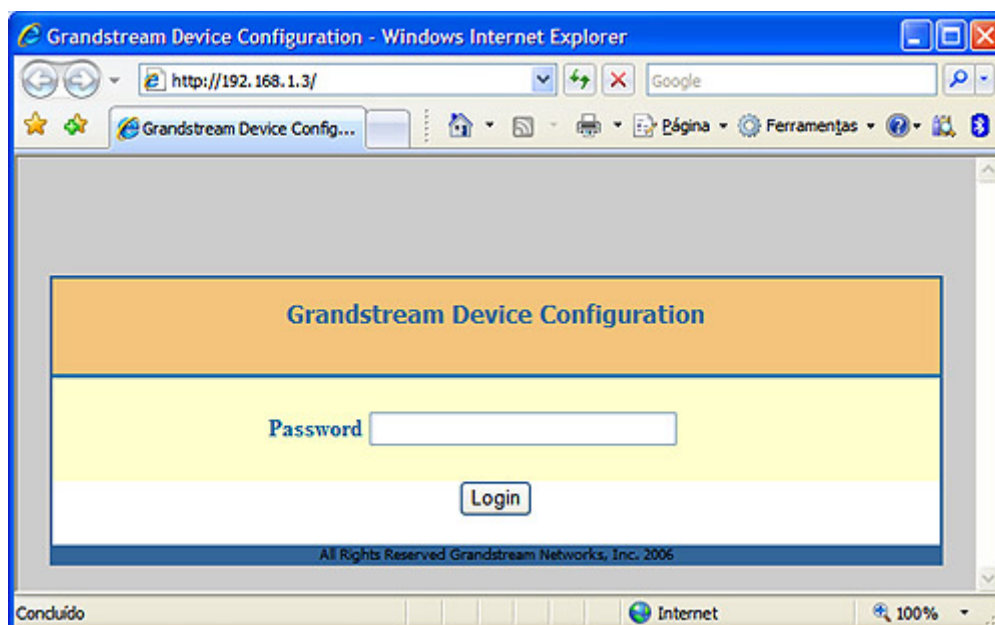 Grandstream Device Configuration - Windows Internet Explorer
http://192.168.1.3/
Google
Grandstream Device Config...
Página
Ferramentas
Grandstream Device Configuration
Password
Login
All Rights Reserved Grandstream Networks, Inc. 2006
Concluído
Internet
100%